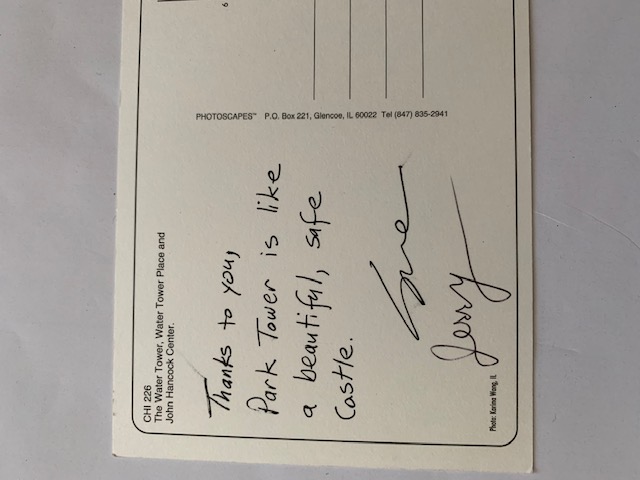 CHI 226
The Water Tower, Water Tower Place and
John Hancock Center.
Thanks to you,
Park Tower is like
a beautiful, safe
Castle.
Jerry
Photo: Karina Wang, IL
PHOTOSCAPES™ P.O. Box 221, Glencoe, IL 60022 Tel (847) 835-2941
6